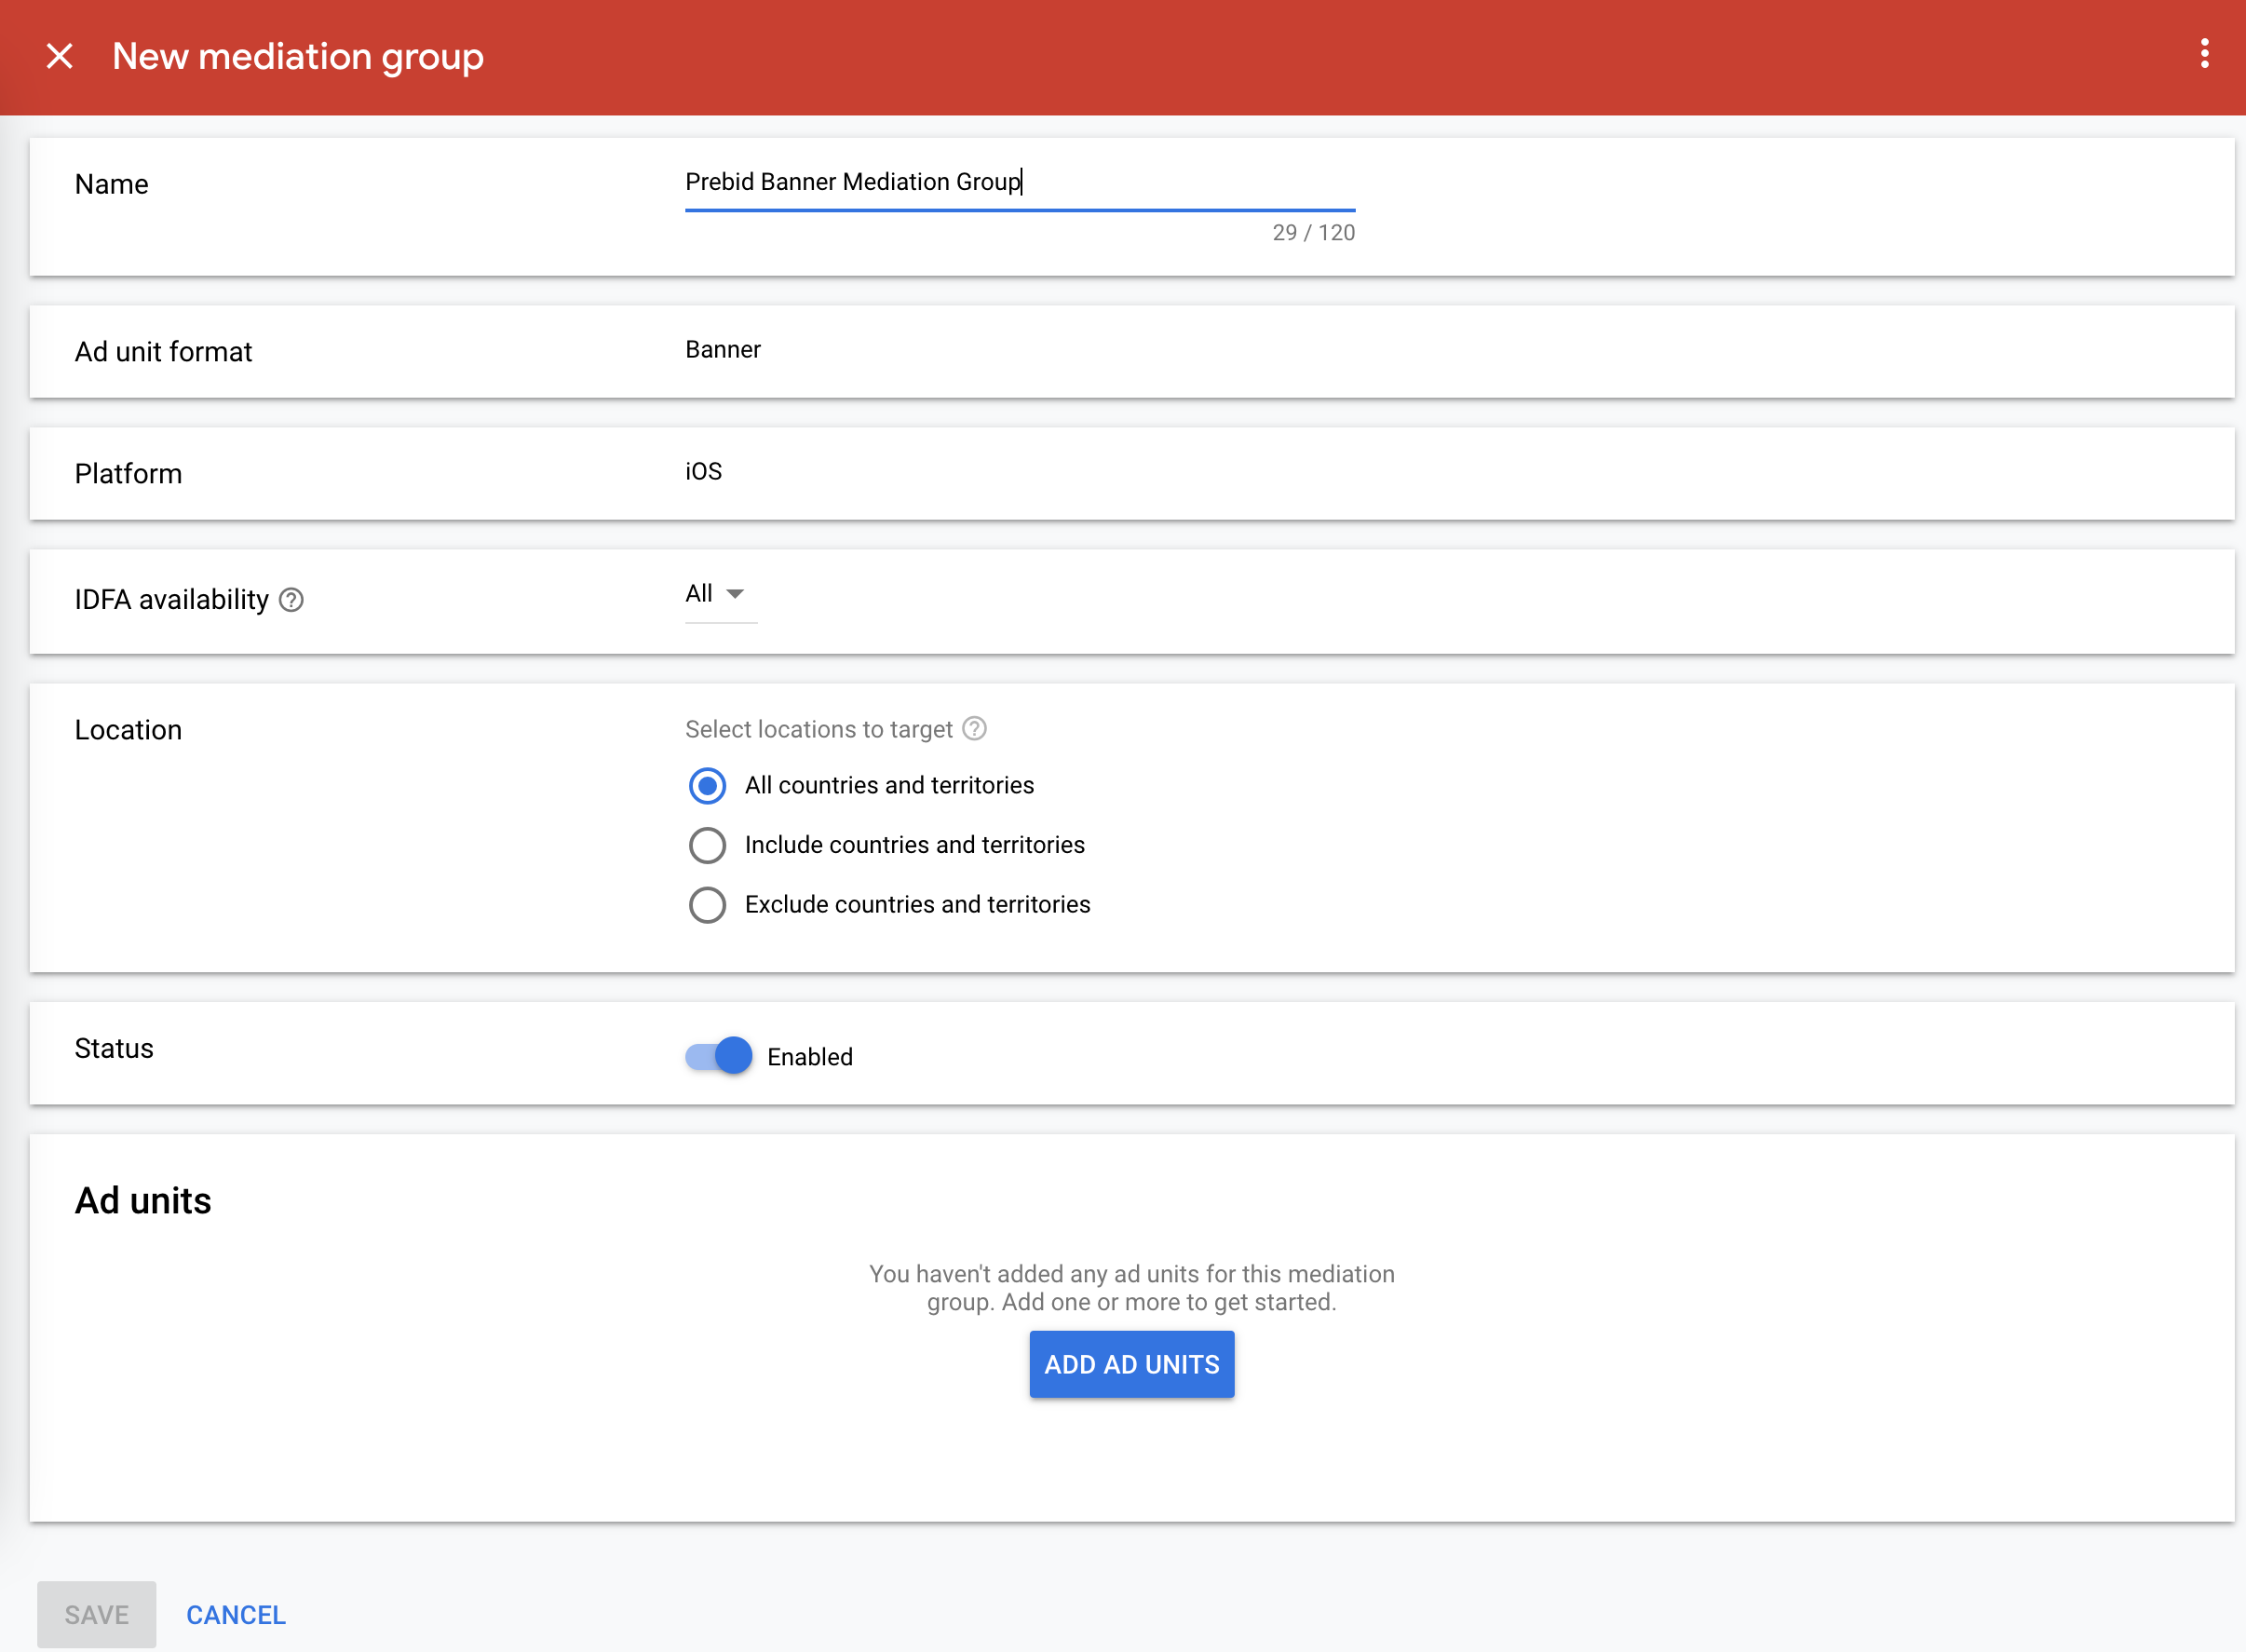 New mediation group
Name
Prebid Banner Mediation Group
29 / 120
Ad unit format
Banner
Platform
iOS
IDFA availability
All
Location
Select locations to target
All countries and territories
Include countries and territories
Exclude countries and territories
Status
Enabled
Ad units
You haven't added any ad units for this mediation
group. Add one or more to get started.
ADD AD UNITS
SAVE
CANCEL